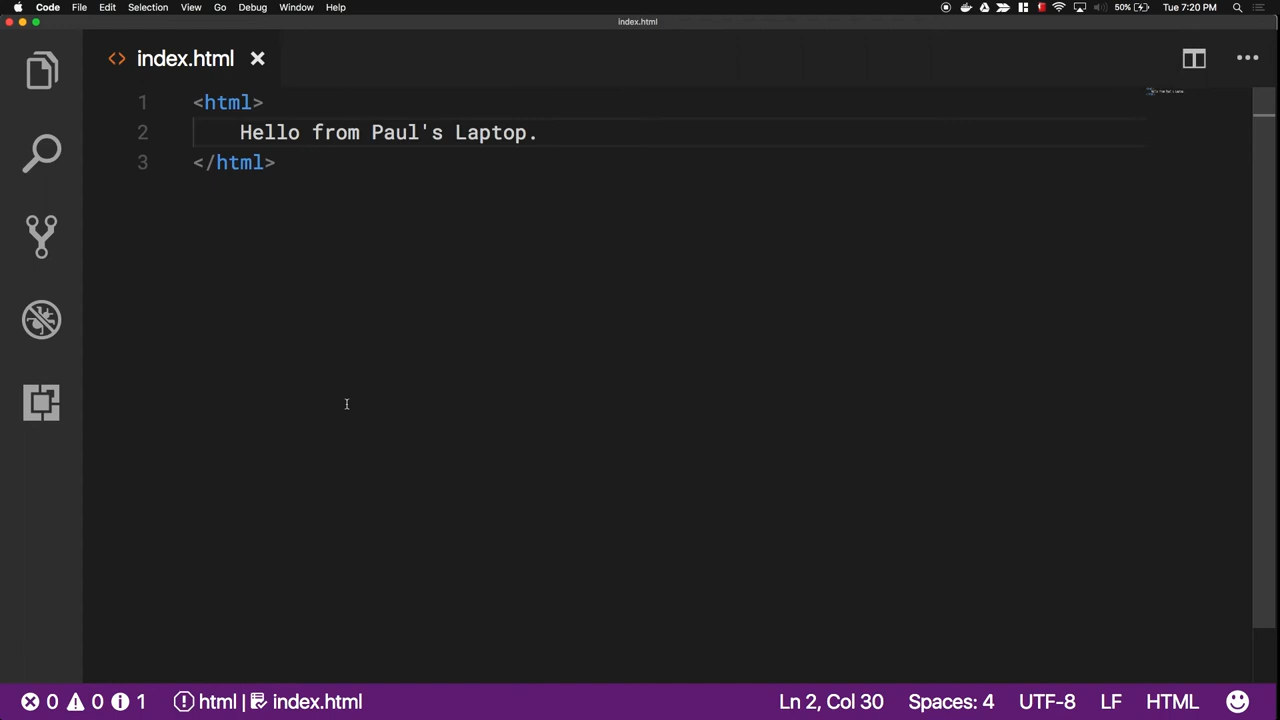 Code File Edit Selection View Go Debug Window Help 50% Tue 7:20 PM
index.html
<> index.html
1 <html>
2 Hello from Paul's Laptop.
3 </html>
0 0 1 html | index.html Ln 2, Col 30 Spaces: 4 UTF-8 LF HTML